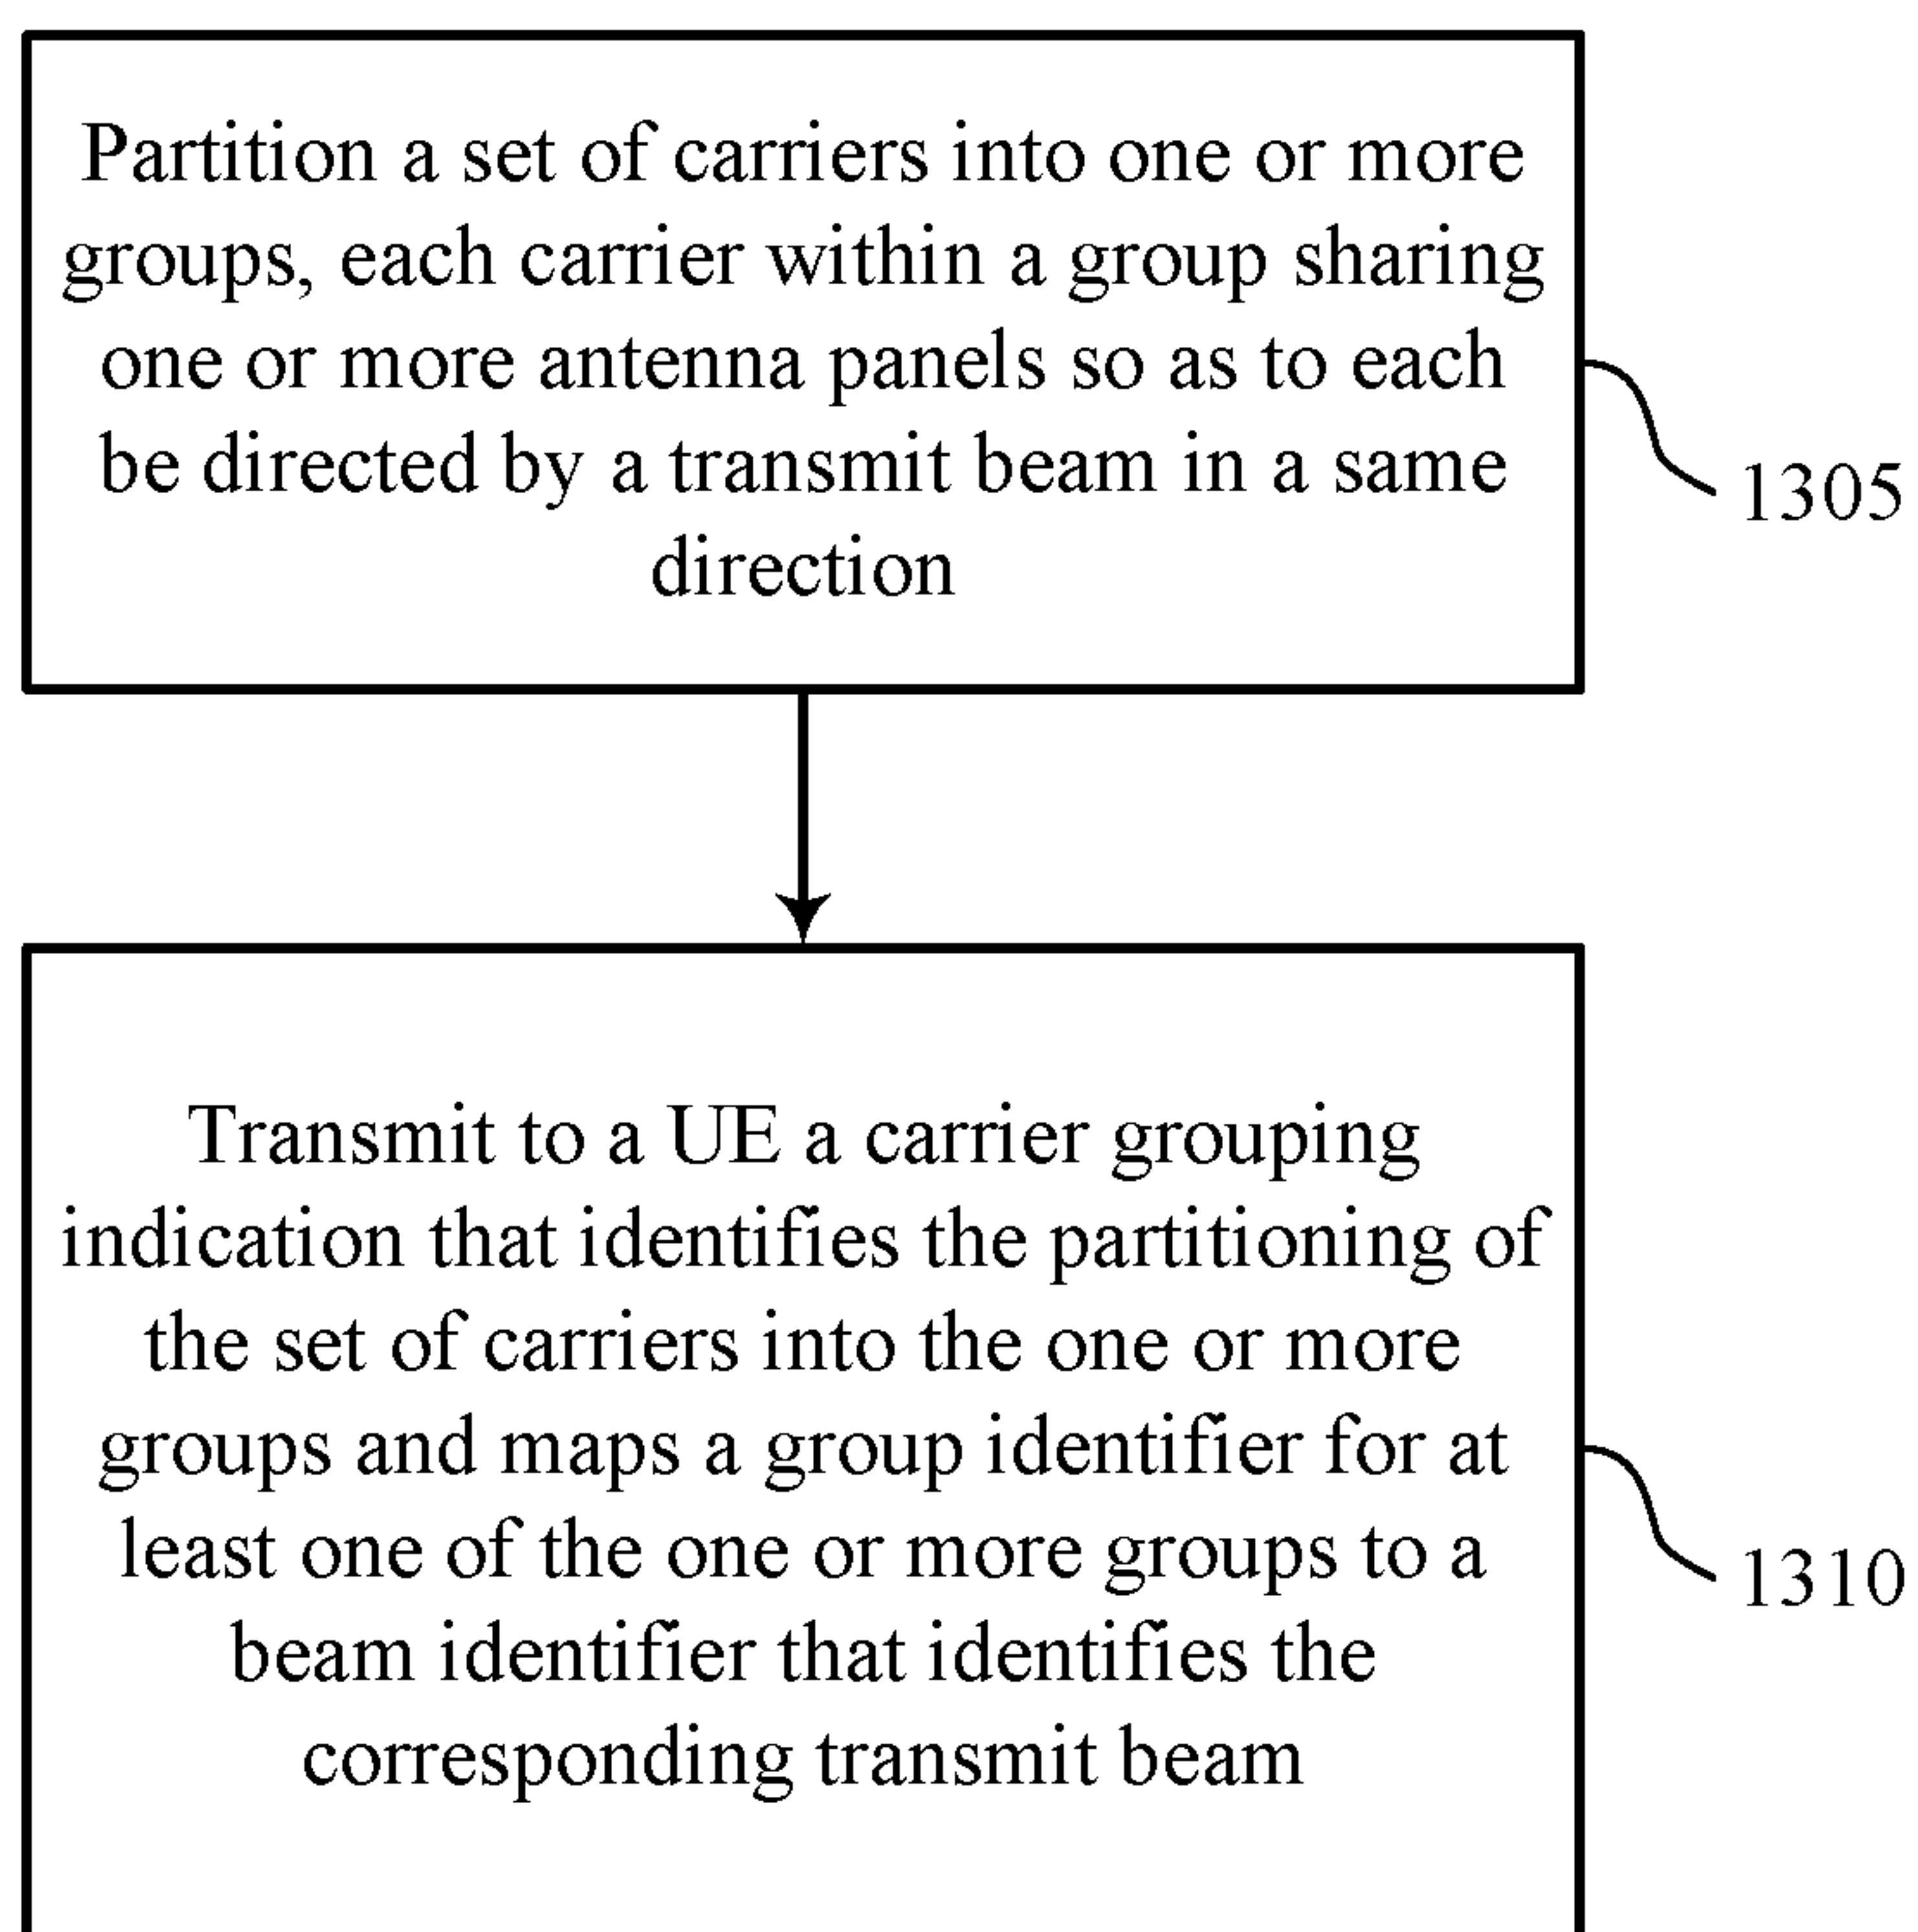 Partition a set of carriers into one or more
groups, each carrier within a group sharing
one or more antenna panels so as to each
be directed by a transmit beam in a same
direction
1305
Transmit to a UE a carrier grouping
indication that identifies the partitioning of
the set of carriers into the one or more
groups and maps a group identifier for at
least one of the one or more groups to a
beam identifier that identifies the
corresponding transmit beam
1310